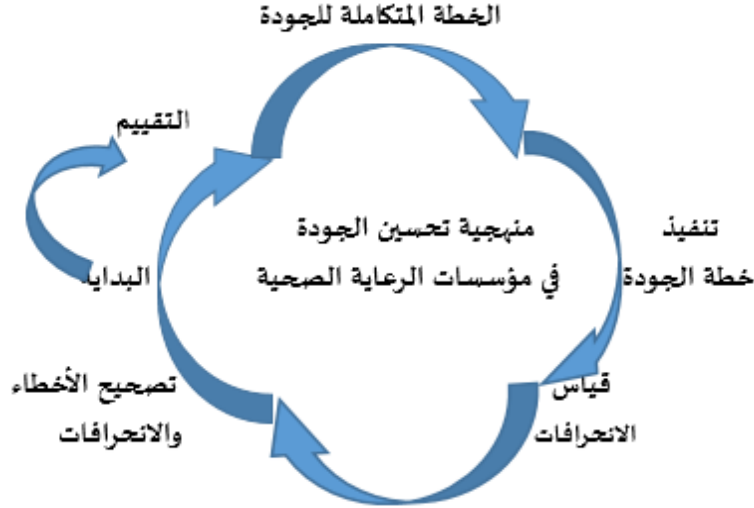 الخطة المتكاملة للجودة
التقييم
منهجية تحسين الجودة
في مؤسسات الرعاية الصحية
تنفيذ
خطة الجودة
البداية
قياس
الانحرافات
تصحيح الأخطاء
والانحرافات